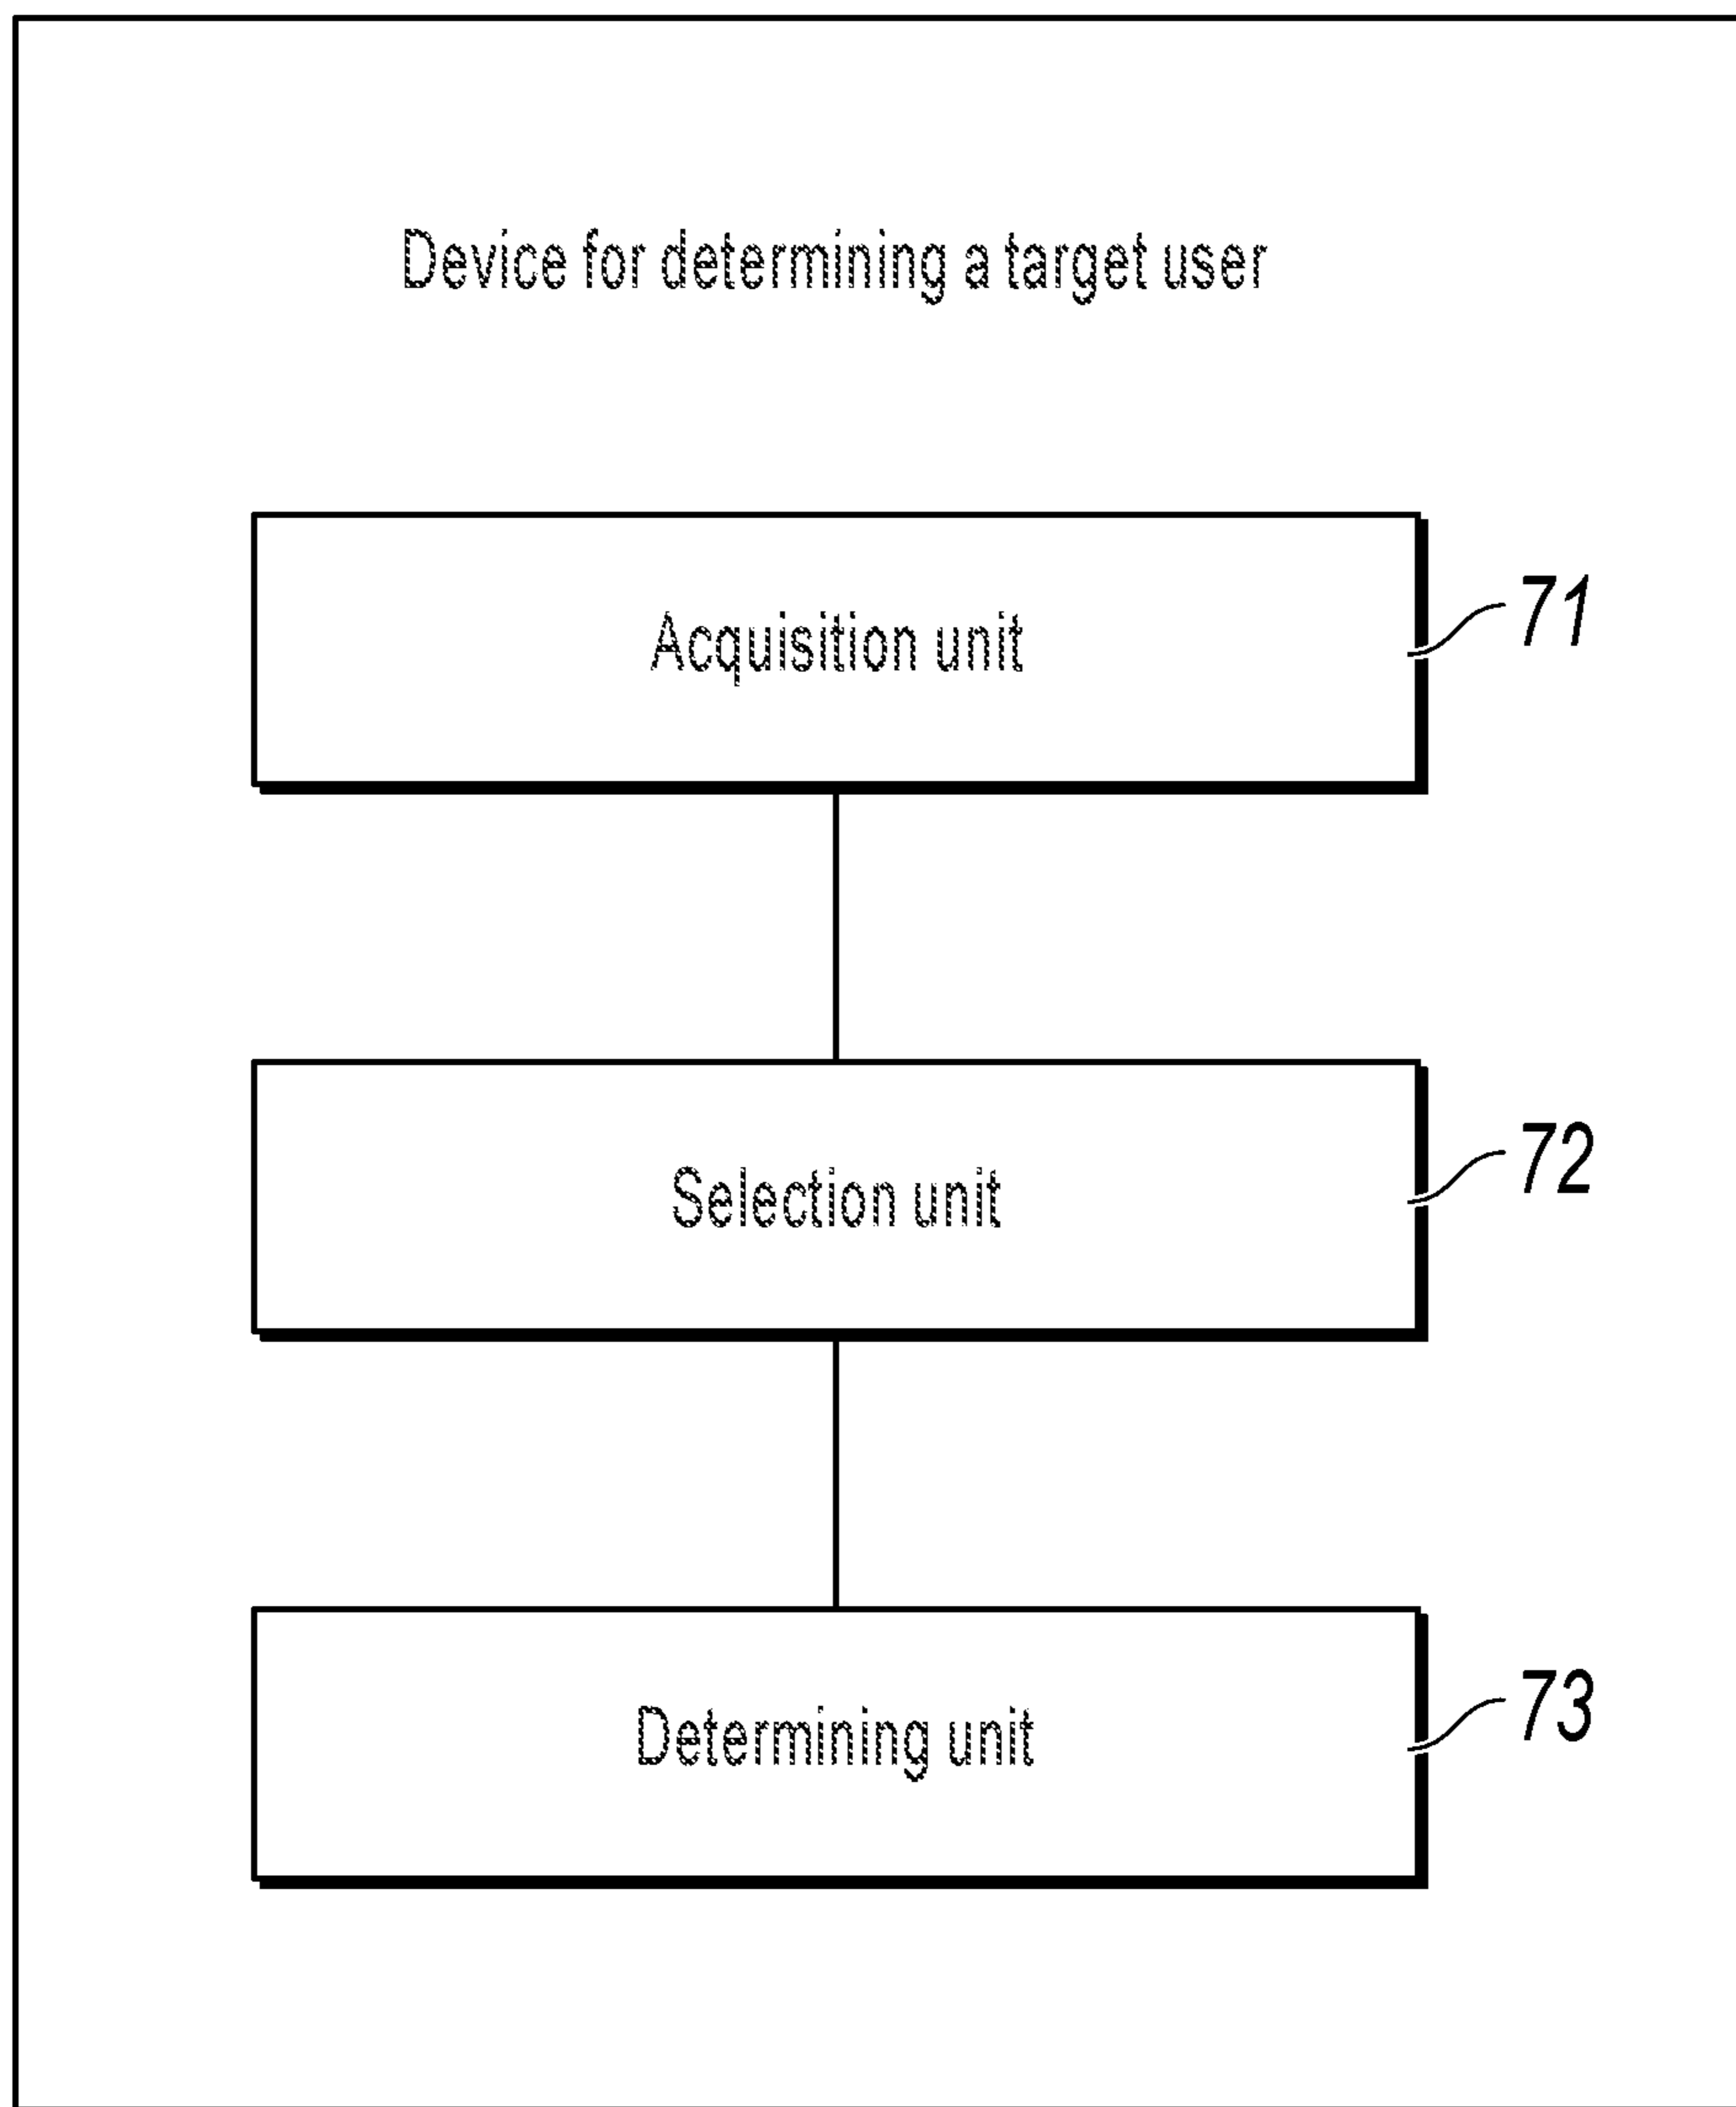 Device for determining a target user
Acquisition unit
71
Selection unit
72
Determining unit
73